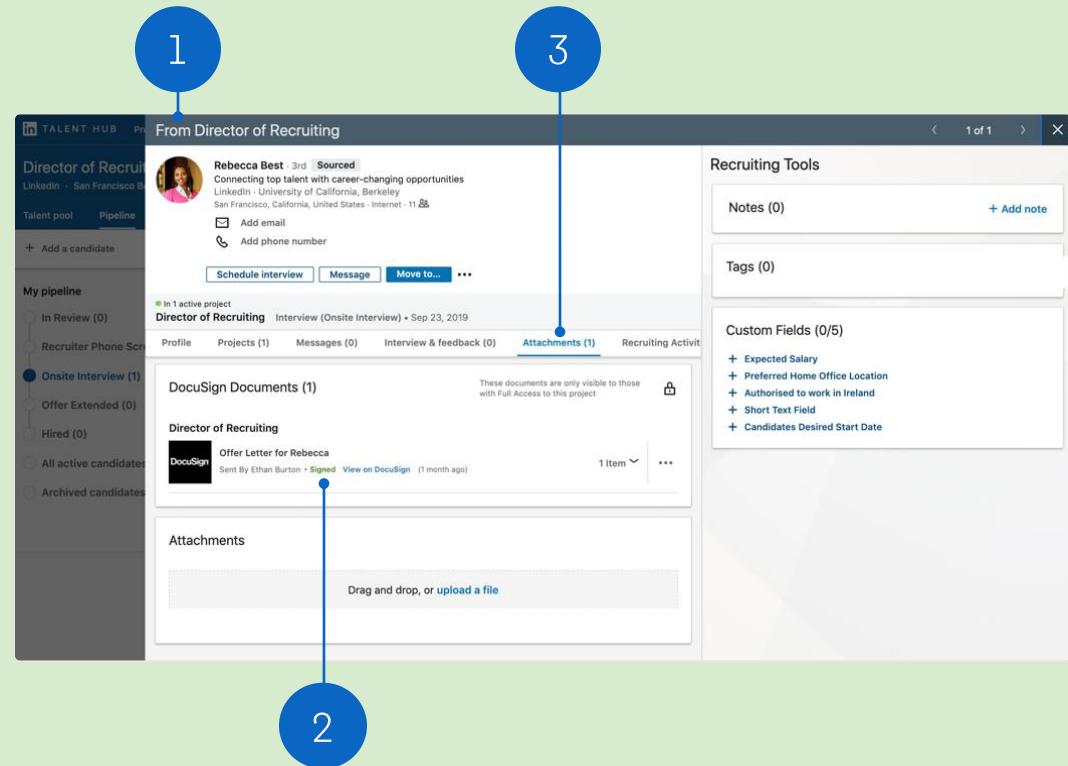 1
3
in TALENT HUB
From Director of Recruiting
1 of 1
Director of Recruit
LinkedIn · San Francisco B
Talent pool Pipeline
+ Add a candidate
My pipeline
In Review (0)
Recruiter Phone Scre
Onsite Interview (1)
Offer Extended (0)
Hired (0)
All active candidates
Archived candidates
Rebecca Best · 3rd Sourced
Connecting top talent with career-changing opportunities
LinkedIn · University of California, Berkeley
San Francisco, California, United States · Internet · 11
Add email
Add phone number
Schedule interview Message Move to... •••
In 1 active project
Director of Recruiting Interview (Onsite Interview) • Sep 23, 2019
Profile Projects (1) Messages (0) Interview & feedback (0) Attachments (1) Recruiting Activit
DocuSign Documents (1)
These documents are only visible to those
with Full Access to this project
Director of Recruiting
DocuSign
Offer Letter for Rebecca
Sent By Ethan Burton • Signed View on DocuSign (1 month ago)
1 Item •••
Attachments
Drag and drop, or upload a file
Recruiting Tools
Notes (0) + Add note
Tags (0)
Custom Fields (0/5)
+ Expected Salary
+ Preferred Home Office Location
+ Authorised to work in Ireland
+ Short Text Field
+ Candidates Desired Start Date
2